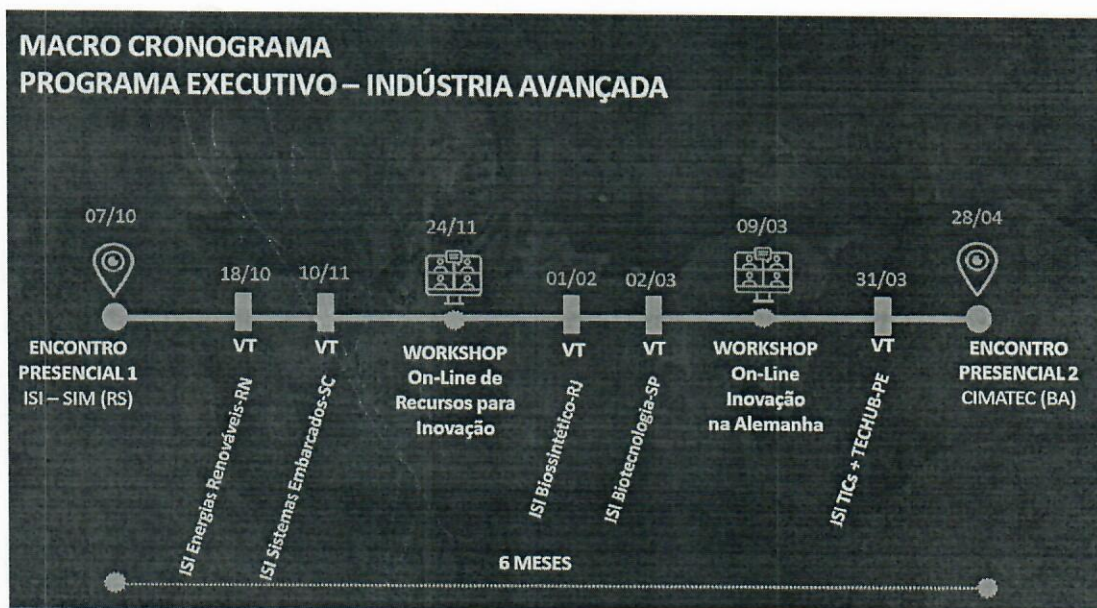 MACRO CRONOGRAMA
PROGRAMA EXECUTIVO – INDÚSTRIA AVANÇADA
07/10
ENCONTRO
PRESENCIAL 1
ISI – SIM (RS)
18/10
VT
ISI Energias Renováveis-RN
10/11
VT
ISI Sistemas Embarcados-SC
24/11
WORKSHOP
On-Line de
Recursos para
Inovação
01/02
VT
ISI Biossintético-RJ
02/03
VT
ISI Biotecnologia-SP
09/03
WORKSHOP
On-Line
Inovação
na Alemanha
31/03
VT
ISI TICs + TECHUB-PE
28/04
ENCONTRO
PRESENCIAL 2
CIMATEC (BA)
6 MESES